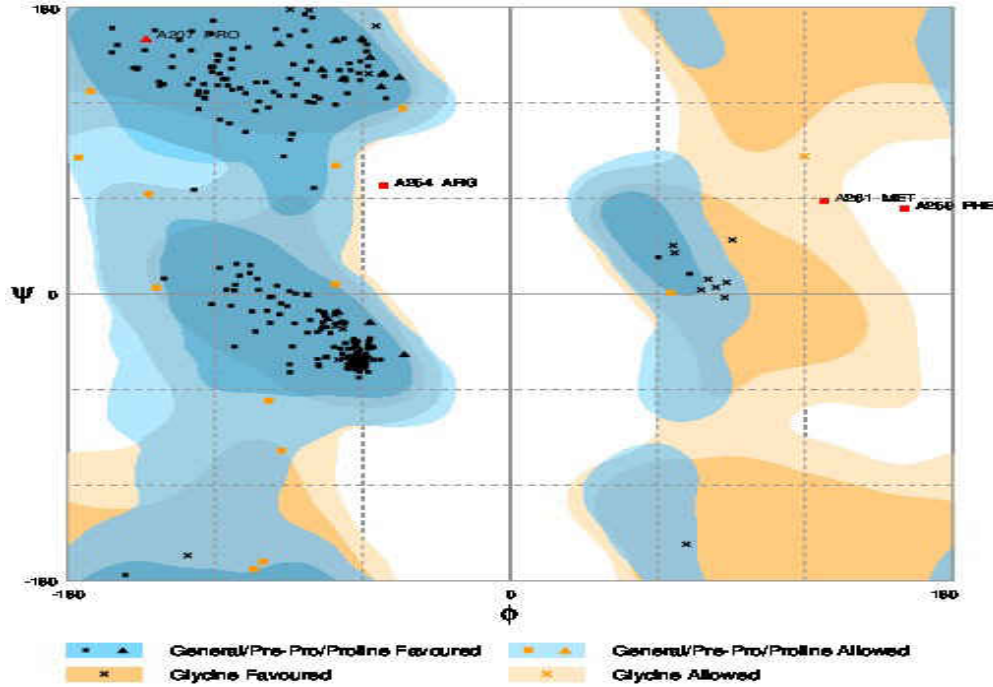 180
A207 PRO
A254 ARG
A261 MET
PHE
ψ
0
-180
-180
0
180
ϕ
General/Pre-Pro/Proline Favoured
General/Pre-Pro/Proline Allowed
Glycine Favoured
Glycine Allowed